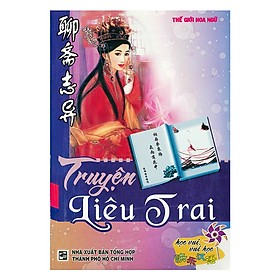 THẾ GIỚI HOA NGỮ
聊斋志异
Truyện
Liêu Trai
học vui, vui học
NHÀ XUẤT BẢN TỔNG HỢP
THÀNH PHỐ HỒ CHÍ MINH